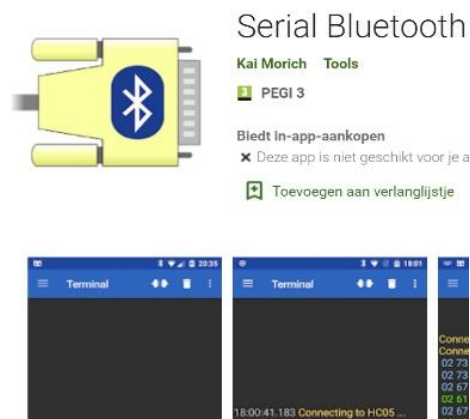 Serial Bluetooth
Kai Morich Tools
3 PEGI 3
Biedt in-app-aankopen
Deze app is niet geschikt voor je a
Toevoegen aan verlanglijstje
20:35
Terminal
18:01
Terminal
18:00:41.183 Connecting to HC05 ...
Conne
Conne
02 73
02 73
02 67
02 67
02 67